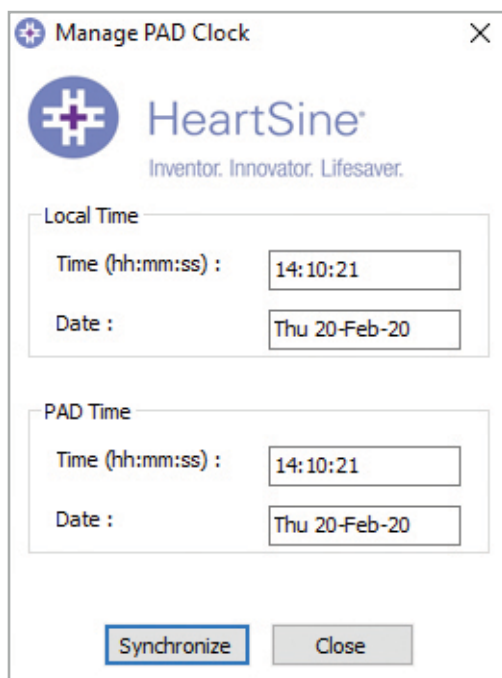 Manage PAD Clock
HeartSine
Inventor. Innovator. Lifesaver.
Local Time
Time (hh:mm:ss) : 14:10:21
Date : Thu 20-Feb-20
PAD Time
Time (hh:mm:ss) : 14:10:21
Date : Thu 20-Feb-20
Synchronize Close